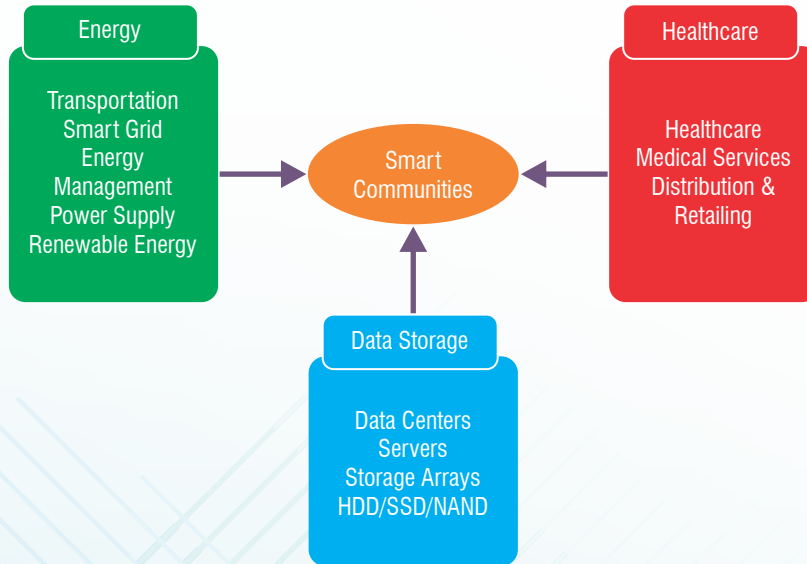 Energy
Transportation
Smart Grid
Energy
Management
Power Supply
Renewable Energy
Smart
Communities
Healthcare
Healthcare
Medical Services
Distribution &
Retailing
Data Storage
Data Centers
Servers
Storage Arrays
HDD/SSD/NAND